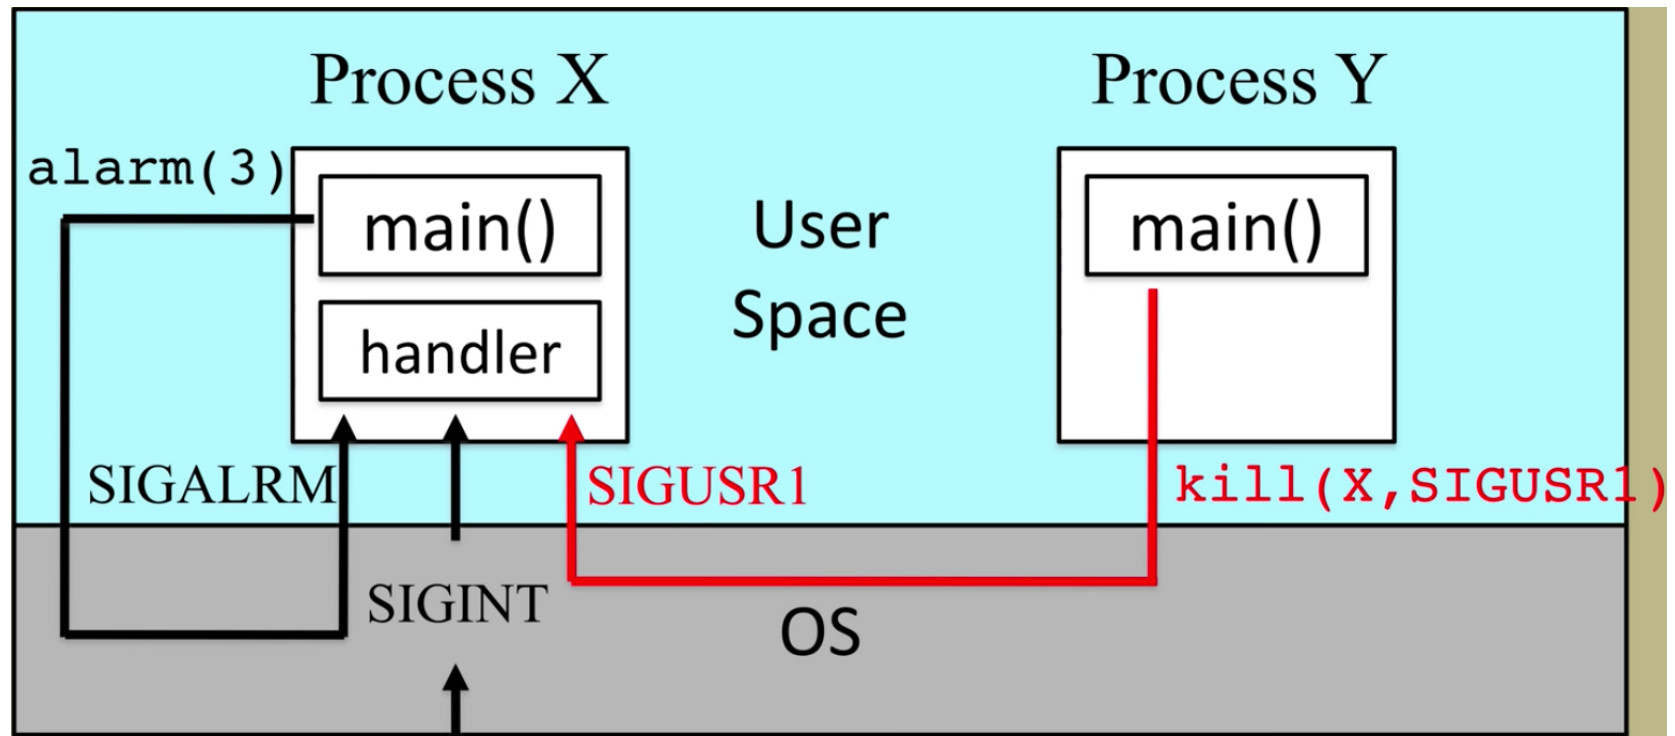 Process X
Process Y
alarm(3)
main()
handler
User
Space
main()
SIGALRM
SIGUSR1
kill(X,SIGUSR1)
SIGINT
OS